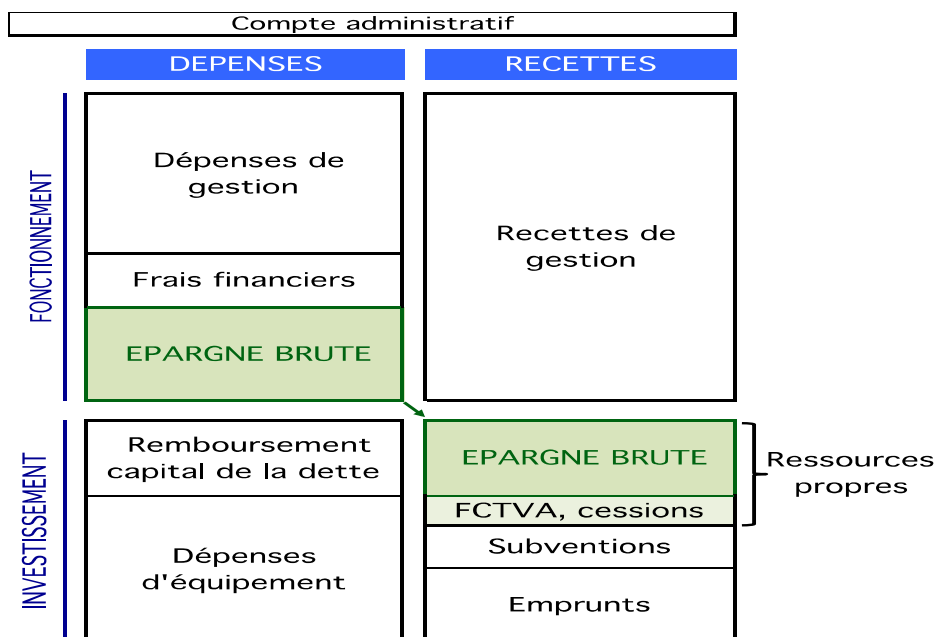 Compte administratif
DEPENSES
RECETTES
FONCTIONNEMENT
Dépenses de
gestion
Frais financiers
EPARGNE BRUTE
Recettes de
gestion
INVESTISSEMENT
Remboursement
capital de la dette
Dépenses
d'équipement
EPARGNE BRUTE
FCTVA, cessions
Subventions
Emprunts
Ressources
propres